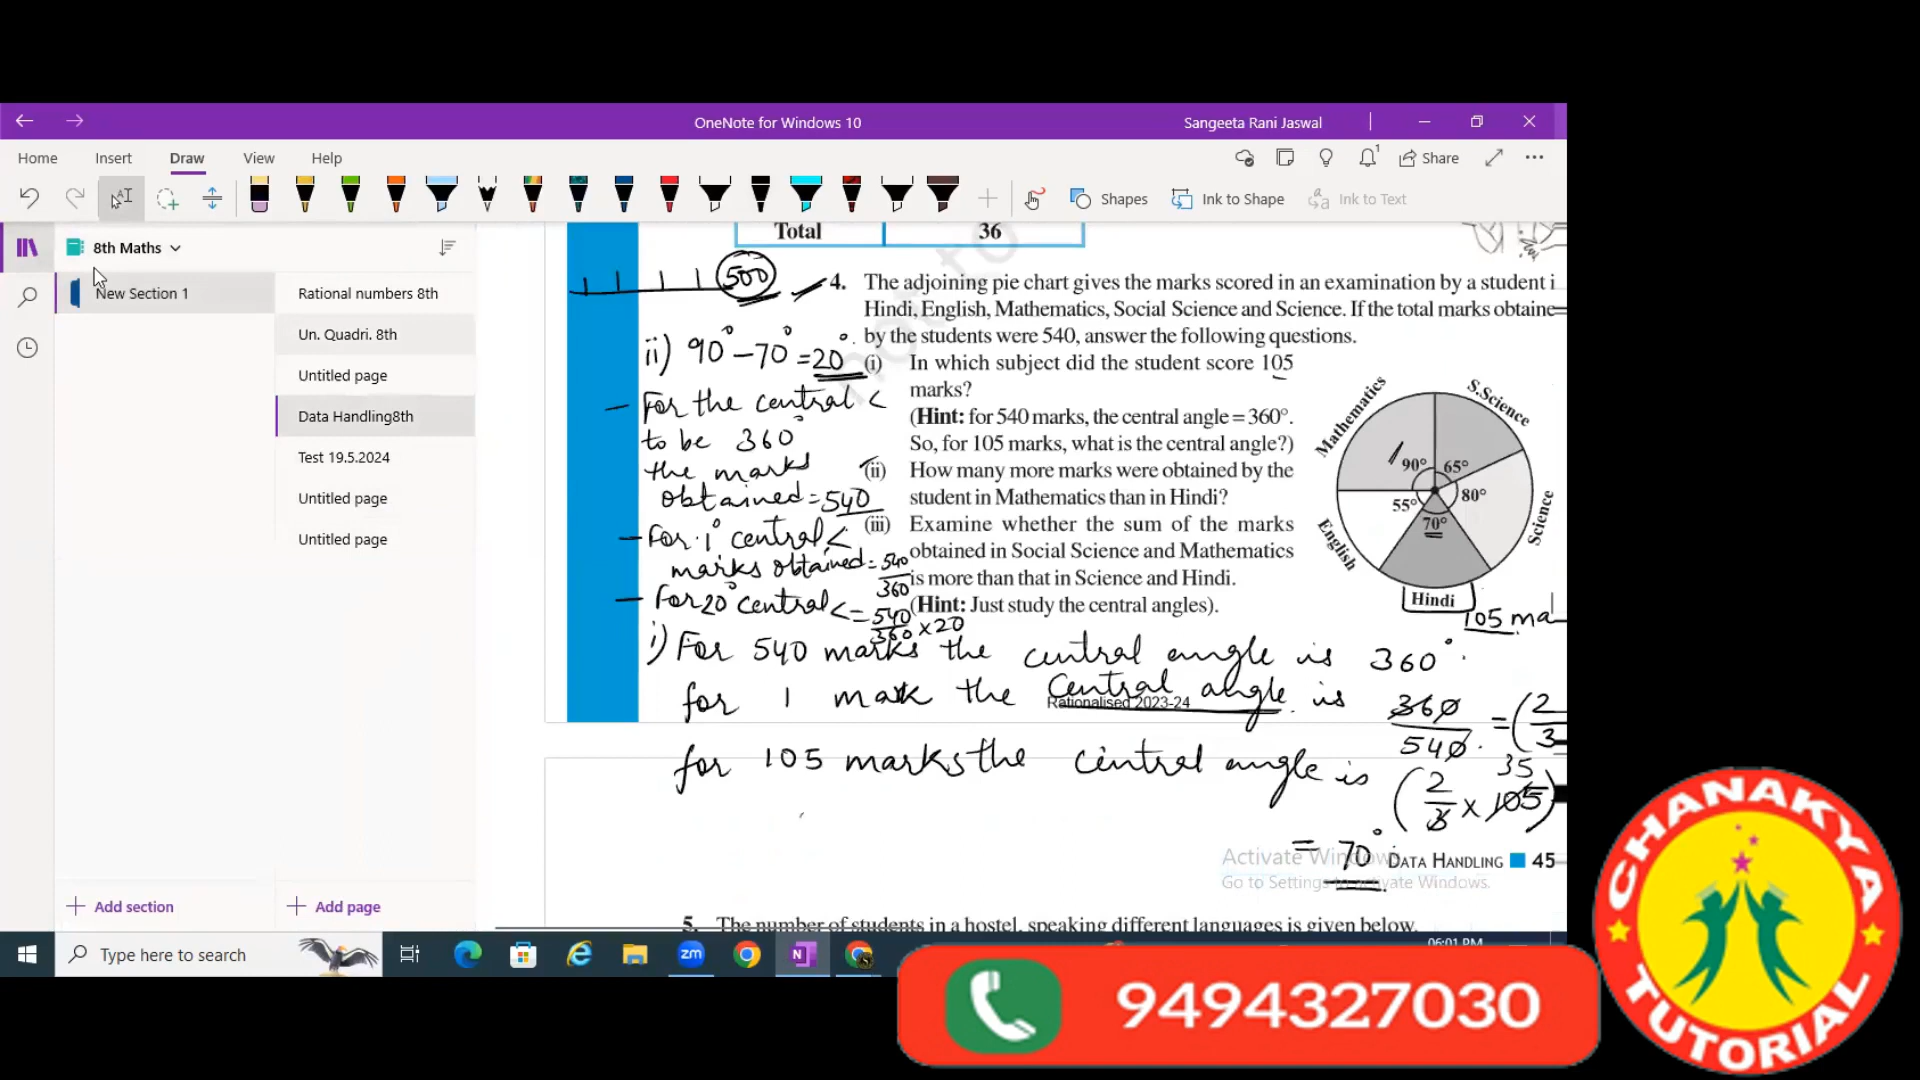 OneNote for Windows 10
Sangeeta Rani Jaswal
Home Insert Draw View Help
Share
Shapes Ink to Shape Ink to Text
8th Maths
New Section 1
Rational numbers 8th
Un. Quadri. 8th
Untitled page
Data Handling8th
Test 19.5.2024
Untitled page
Untitled page
Add section
Add page
Total 36
500
4. The adjoining pie chart gives the marks scored in an examination by a student i
Hindi, English, Mathematics, Social Science and Science. If the total marks obtaine
by the students were 540, answer the following questions.
(i) In which subject did the student score 105
marks?
(Hint: for 540 marks, the central angle = 360°.
So, for 105 marks, what is the central angle?)
(ii) How many more marks were obtained by the
student in Mathematics than in Hindi?
(iii) Examine whether the sum of the marks
obtained in Social Science and Mathematics
is more than that in Science and Hindi.
(Hint: Just study the central angles).
not to
Mathematics
S.Science
Science
Hindi
English
90° 65°
80°
55°
70°
105 ma
ii) 90° – 70° = 20°.
– For the central <
to be 360°
the marks
obtained = 540
– For 1° central <
marks obtained = 540/360
– For 20° central < = 540/360 × 20
i) For 540 marks the central angle is 360°.
for 1 mark the central angle is 360/540 = (2/3
Rationalised 2023-24
for 105 marks the central angle is (2/3 × 105)
35
= 70°
DATA HANDLING 45
Activate Windows
Go to Settings to activate Windows.
5. The number of students in a hostel, speaking different languages is given below.
Type here to search
zm
N
06:01 PM
9494327030
CHANAKYA
TUTORIAL